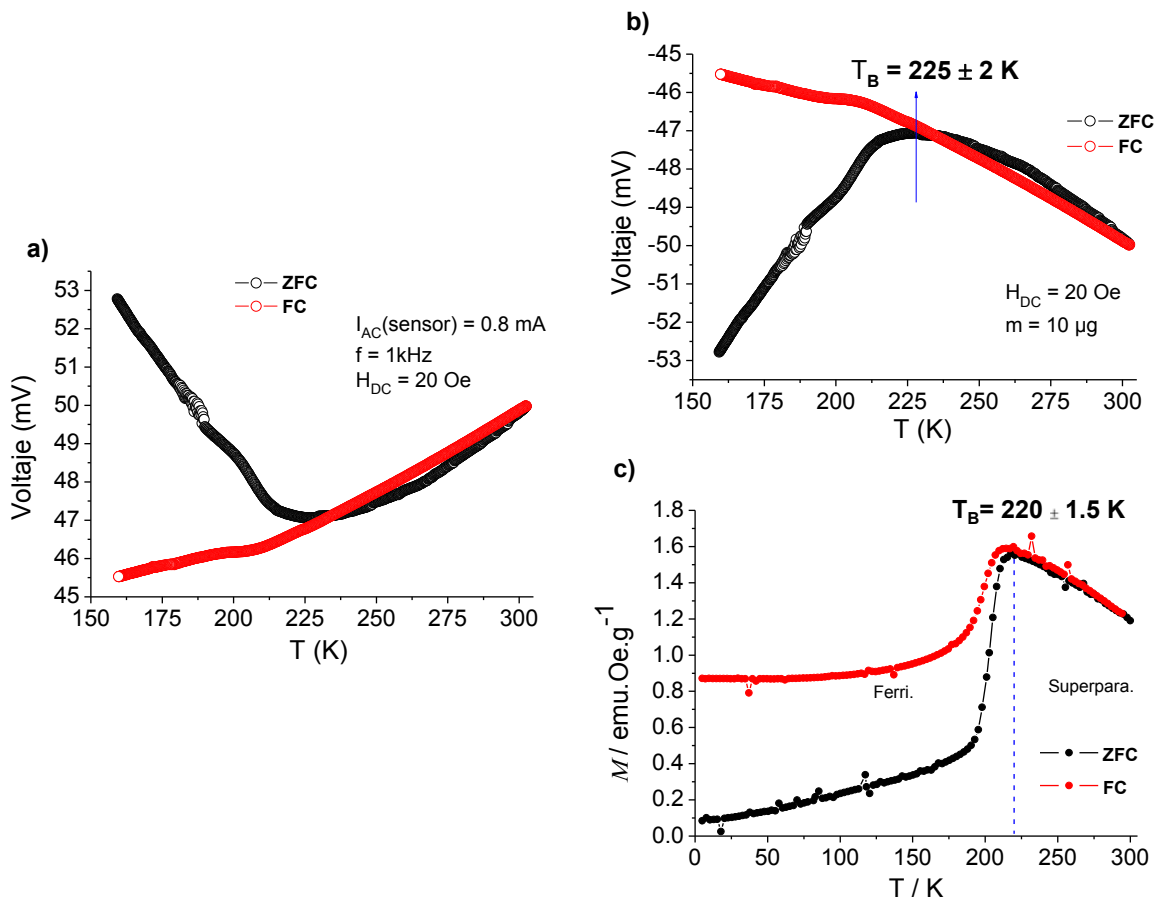 a)
ZFC
FC
I_AC(sensor) = 0.8 mA
f = 1kHz
H_DC = 20 Oe
Voltaje (mV)
53
52
51
50
49
48
47
46
45
150 175 200 225 250 275 300
T (K)
b)
T_B = 225 ± 2 K
ZFC
FC
H_DC = 20 Oe
m = 10 µg
Voltaje (mV)
-45
-46
-47
-48
-49
-50
-51
-52
-53
150 175 200 225 250 275 300
T (K)
c)
T_B= 220 ± 1.5 K
Ferri.
Superpara.
ZFC
FC
M / emu.Oe.g⁻¹
1.8
1.6
1.4
1.2
1.0
0.8
0.6
0.4
0.2
0.0
0 50 100 150 200 250 300
T / K